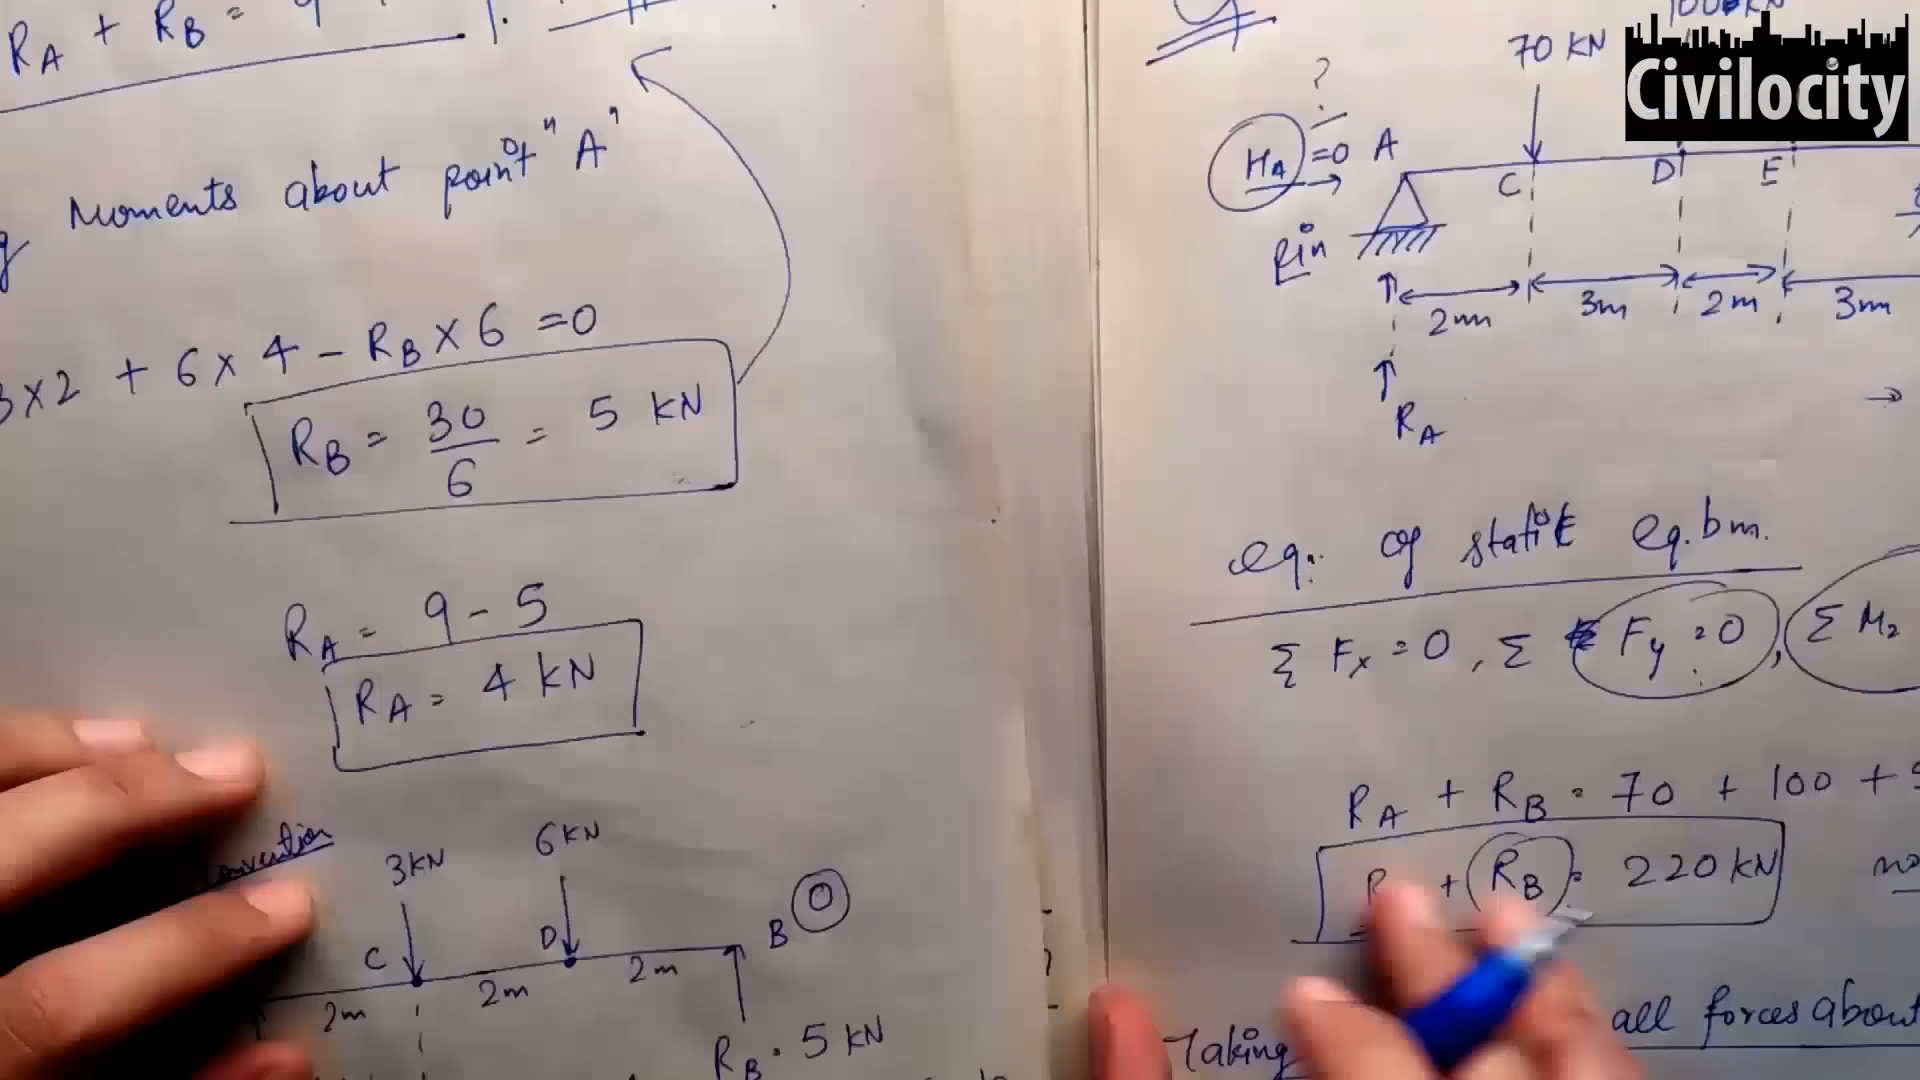 RA + RB =
Moments about point "A"
3x2 + 6 x 4 - RB x 6 = 0
RB = 30/6 = 5 KN
RA = 9 - 5
RA = 4 KN
3KN
6KN
C
D
B
0
2m
2m
2m
RB = 5 KN
70 KN
Civilocity
?
HA = 0
A
C
D
E
Pin
2m
3m
2m
3m
RA
eq. of static eq.bm.
Σ Fx = 0, Σ Fy = 0, Σ Mz
RA + RB = 70 + 100 +
+ RB = 220 KN
Taking all forces about